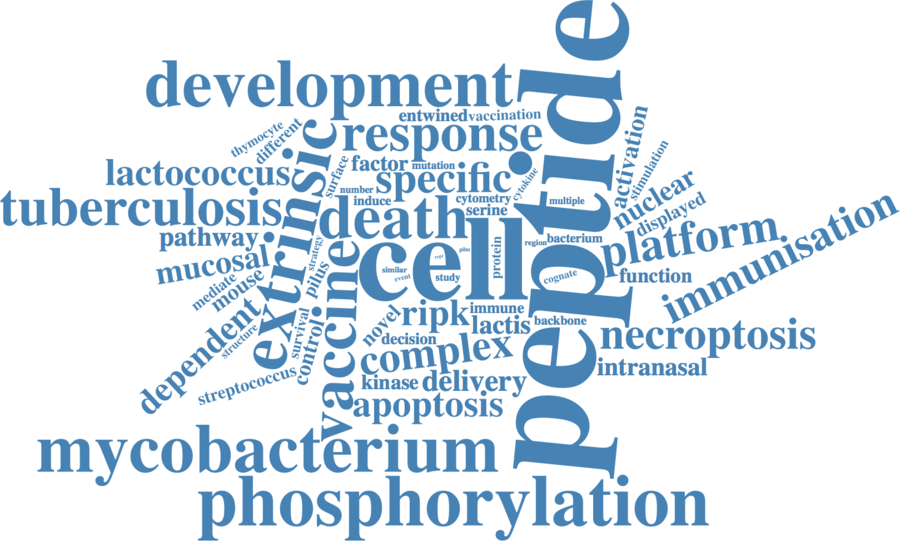 peptide
development
entwined
vaccination
thymocyte
different
response
extrinsic
surface
factor
mutation
cytokine
activation
stimulation
lactococcus
specific
number
induce
cytometry
serine
multiple
nuclear
displayed
tuberculosis
death
pathway
mucosal
strategy
pilus
cell
similar
event
study
protein
pilin
region
bacterium
platform
immunisation
mediate
mouse
vaccine
cognate
function
dependent
structure
survival
control
novel
ripk
immune
lactis
backbone
necroptosis
decision
complex
intranasal
streptococcus
kinase
delivery
apoptosis
mycobacterium
phosphorylation